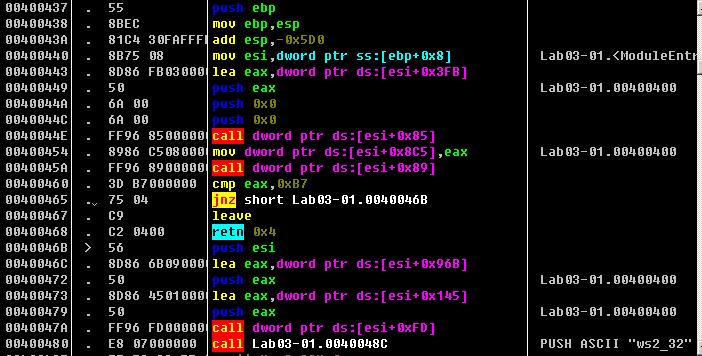 00400437 . 55 push ebp
00400438 . 8BEC mov ebp,esp
0040043A . 81C4 30FAFFFF add esp,-0x5D0
00400440 . 8B75 08 mov esi,dword ptr ss:[ebp+0x8] Lab03-01.<ModuleEntr
00400443 . 8D86 FB030000 lea eax,dword ptr ds:[esi+0x3FB]
00400449 . 50 push eax Lab03-01.00400400
0040044A . 6A 00 push 0x0
0040044C . 6A 00 push 0x0
0040044E . FF96 85000000 call dword ptr ds:[esi+0x85]
00400454 . 8986 C5080000 mov dword ptr ds:[esi+0x8C5],eax Lab03-01.00400400
0040045A . FF96 89000000 call dword ptr ds:[esi+0x89]
00400460 . 3D B7000000 cmp eax,0xB7
00400465 .⌄ 75 04 jnz short Lab03-01.0040046B
00400467 . C9 leave
00400468 . C2 0400 retn 0x4
0040046B > 56 push esi
0040046C . 8D86 6B090000 lea eax,dword ptr ds:[esi+0x96B]
00400472 . 50 push eax Lab03-01.00400400
00400473 . 8D86 45010000 lea eax,dword ptr ds:[esi+0x145]
00400479 . 50 push eax Lab03-01.00400400
0040047A . FF96 FD000000 call dword ptr ds:[esi+0xFD]
00400480 . E8 07000000 call Lab03-01.0040048C PUSH ASCII "ws2_32"